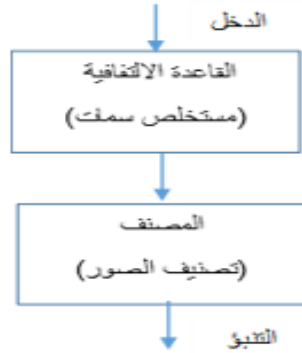 الدخل
القاعدة الالتفافية
(مستخلص سمات)
المصنف
(تصنيف الصور)
التنبؤ